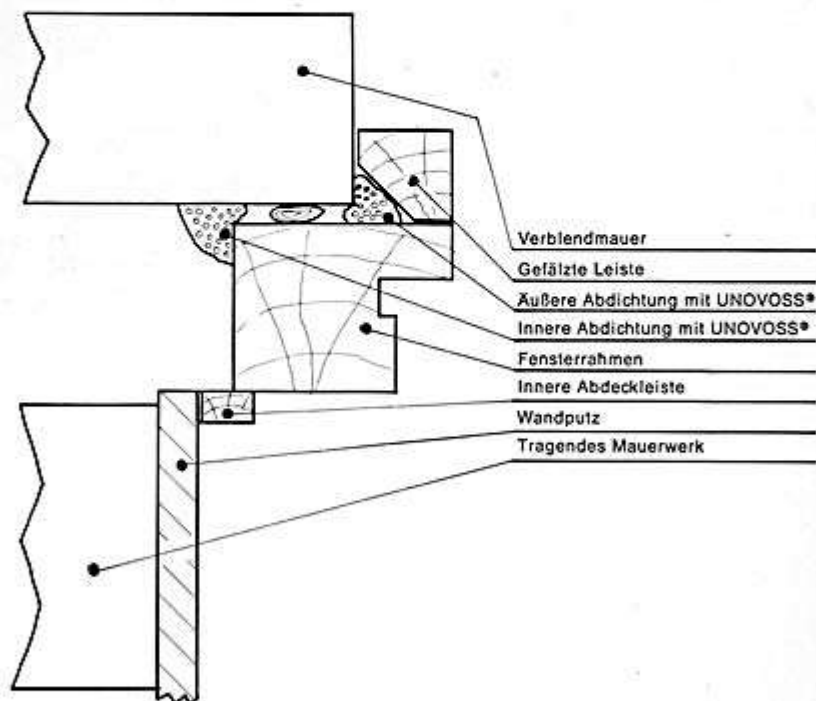 Verblendmauer
Gefälzte Leiste
Äußere Abdichtung mit UNOVOSS®
Innere Abdichtung mit UNOVOSS®
Fensterrahmen
Innere Abdeckleiste
Wandputz
Tragendes Mauerwerk